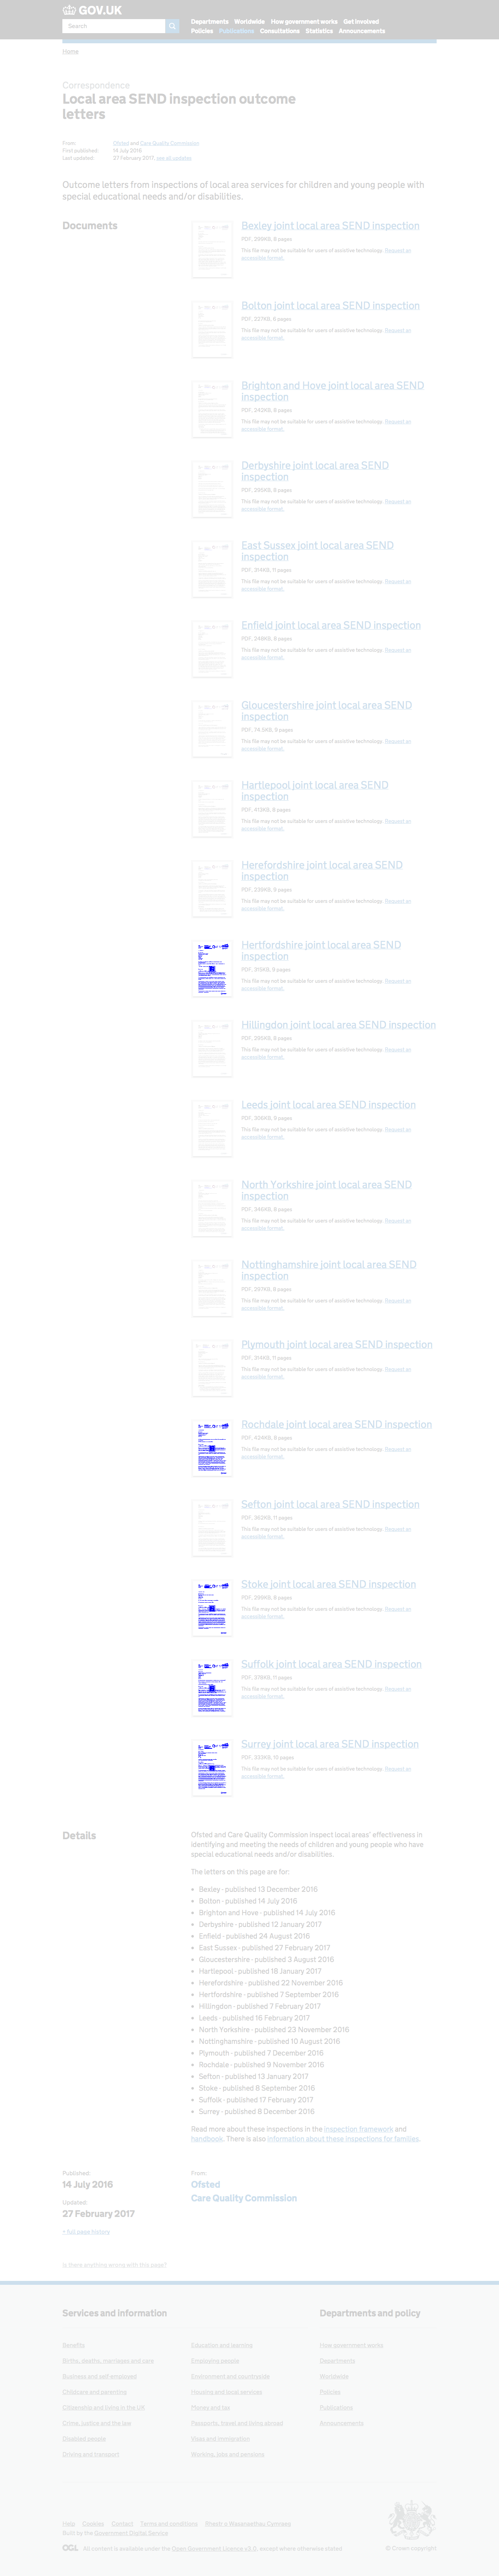 GOV.UK
Search
Departments Worldwide How government works Get involved
Policies Publications Consultations Statistics Announcements
Home
Correspondence
Local area SEND inspection outcome
letters
From: Ofsted and Care Quality Commission
First published: 14 July 2016
Last updated: 27 February 2017, see all updates
Outcome letters from inspections of local area services for children and young people with
special educational needs and/or disabilities.
Documents
Bexley joint local area SEND inspection
PDF, 299KB, 8 pages
This file may not be suitable for users of assistive technology. Request an
accessible format.
Bolton joint local area SEND inspection
PDF, 227KB, 8 pages
This file may not be suitable for users of assistive technology. Request an
accessible format.
Brighton and Hove joint local area SEND
inspection
PDF, 243KB, 8 pages
This file may not be suitable for users of assistive technology. Request an
accessible format.
Derbyshire joint local area SEND
inspection
PDF, 295KB, 8 pages
This file may not be suitable for users of assistive technology. Request an
accessible format.
East Sussex joint local area SEND
inspection
PDF, 314KB, 11 pages
This file may not be suitable for users of assistive technology. Request an
accessible format.
Enfield joint local area SEND inspection
PDF, 246KB, 8 pages
This file may not be suitable for users of assistive technology. Request an
accessible format.
Gloucestershire joint local area SEND
inspection
PDF, 74.5KB, 9 pages
This file may not be suitable for users of assistive technology. Request an
accessible format.
Hartlepool joint local area SEND
inspection
PDF, 413KB, 8 pages
This file may not be suitable for users of assistive technology. Request an
accessible format.
Herefordshire joint local area SEND
inspection
PDF, 239KB, 9 pages
This file may not be suitable for users of assistive technology. Request an
accessible format.
Hertfordshire joint local area SEND
inspection
PDF, 315KB, 8 pages
This file may not be suitable for users of assistive technology. Request an
accessible format.
Hillingdon joint local area SEND inspection
PDF, 295KB, 8 pages
This file may not be suitable for users of assistive technology. Request an
accessible format.
Leeds joint local area SEND inspection
PDF, 306KB, 9 pages
This file may not be suitable for users of assistive technology. Request an
accessible format.
North Yorkshire joint local area SEND
inspection
PDF, 346KB, 8 pages
This file may not be suitable for users of assistive technology. Request an
accessible format.
Nottinghamshire joint local area SEND
inspection
PDF, 297KB, 8 pages
This file may not be suitable for users of assistive technology. Request an
accessible format.
Plymouth joint local area SEND inspection
PDF, 314KB, 11 pages
This file may not be suitable for users of assistive technology. Request an
accessible format.
Rochdale joint local area SEND inspection
PDF, 424KB, 8 pages
This file may not be suitable for users of assistive technology. Request an
accessible format.
Sefton joint local area SEND inspection
PDF, 362KB, 11 pages
This file may not be suitable for users of assistive technology. Request an
accessible format.
Stoke joint local area SEND inspection
PDF, 299KB, 8 pages
This file may not be suitable for users of assistive technology. Request an
accessible format.
Suffolk joint local area SEND inspection
PDF, 378KB, 11 pages
This file may not be suitable for users of assistive technology. Request an
accessible format.
Surrey joint local area SEND inspection
PDF, 333KB, 10 pages
This file may not be suitable for users of assistive technology. Request an
accessible format.
Details
Ofsted and Care Quality Commission inspect local areas' effectiveness in
identifying and meeting the needs of children and young people who have
special educational needs and/or disabilities.
The letters on this page are for:
• Bexley - published 13 December 2016
• Bolton - published 14 July 2016
• Brighton and Hove - published 14 July 2016
• Derbyshire - published 12 January 2017
• Enfield - published 24 August 2016
• East Sussex - published 27 February 2017
• Gloucestershire - published 3 August 2016
• Hartlepool - published 18 January 2017
• Herefordshire - published 22 November 2016
• Hertfordshire - published 7 September 2016
• Hillingdon - published 7 February 2017
• Leeds - published 16 February 2017
• North Yorkshire - published 23 November 2016
• Nottinghamshire - published 10 August 2016
• Plymouth - published 7 December 2016
• Rochdale - published 9 November 2016
• Sefton - published 13 January 2017
• Stoke - published 8 September 2016
• Suffolk - published 17 February 2017
• Surrey - published 8 December 2016
Read more about these inspections in the inspection framework and
handbook. There is also information about these inspections for families.
Published:
14 July 2016
Updated:
27 February 2017
+ full page history
From:
Ofsted
Care Quality Commission
Is there anything wrong with this page?
Services and information
Benefits
Births, deaths, marriages and care
Business and self-employed
Childcare and parenting
Citizenship and living in the UK
Crime, justice and the law
Disabled people
Driving and transport
Education and learning
Employing people
Environment and countryside
Housing and local services
Money and tax
Passports, travel and living abroad
Visas and immigration
Working, jobs and pensions
Departments and policy
How government works
Departments
Worldwide
Policies
Publications
Announcements
Help Cookies Contact Terms and conditions Rhestr o Wasanaethau Cymraeg
Built by the Government Digital Service
OGL All content is available under the Open Government Licence v3.0, except where otherwise stated
© Crown copyright